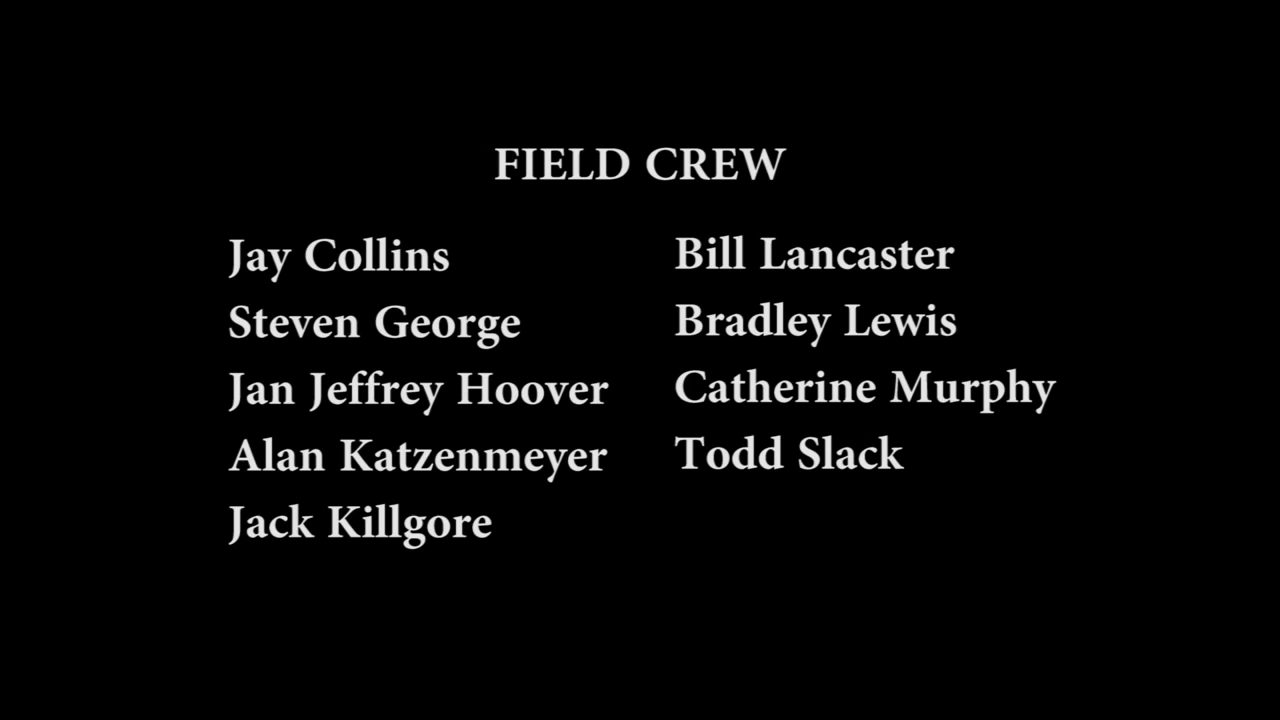 FIELD CREW
Jay Collins
Steven George
Jan Jeffrey Hoover
Alan Katzenmeyer
Jack Killgore
Bill Lancaster
Bradley Lewis
Catherine Murphy
Todd Slack